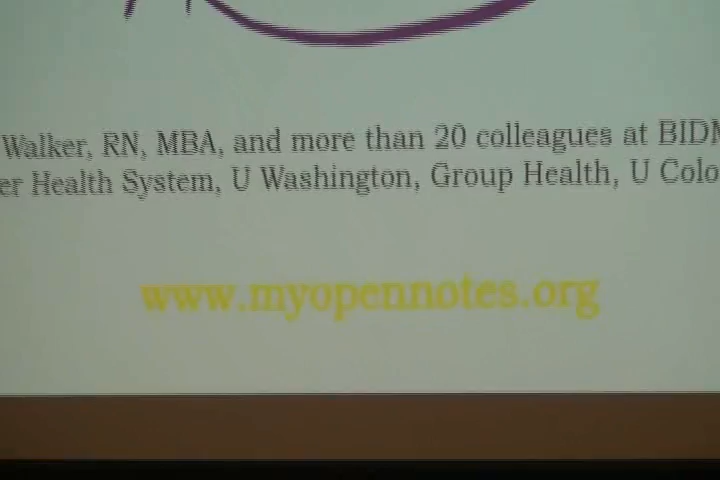 Walker, RN, MBA, and more than 20 colleagues at BIDM
er Health System, U Washington, Group Health, U Colo
www.myopennotes.org